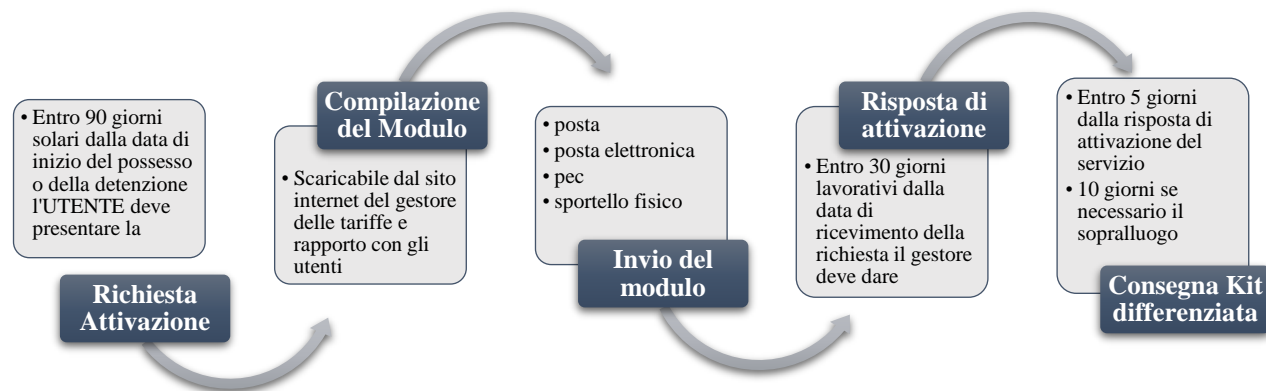 • Entro 90 giorni
solari dalla data di
inizio del possesso
o della detenzione
l'UTENTE deve
presentare la
Richiesta
Attivazione
Compilazione
del Modulo
• Scaricabile dal sito
internet del gestore
delle tariffe e
rapporto con gli
utenti
• posta
• posta elettronica
• pec
• sportello fisico
Invio del
modulo
Risposta di
attivazione
• Entro 30 giorni
lavorativi dalla
data di
ricevimento della
richiesta il gestore
deve dare
• Entro 5 giorni
dalla risposta di
attivazione del
servizio
• 10 giorni se
necessario il
sopralluogo
Consegna Kit
differenziata